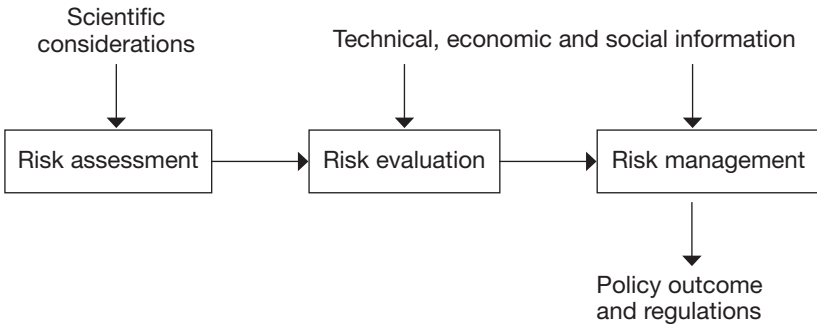 Scientific
considerations
Technical, economic and social information
Risk assessment
Risk evaluation
Risk management
Policy outcome
and regulations